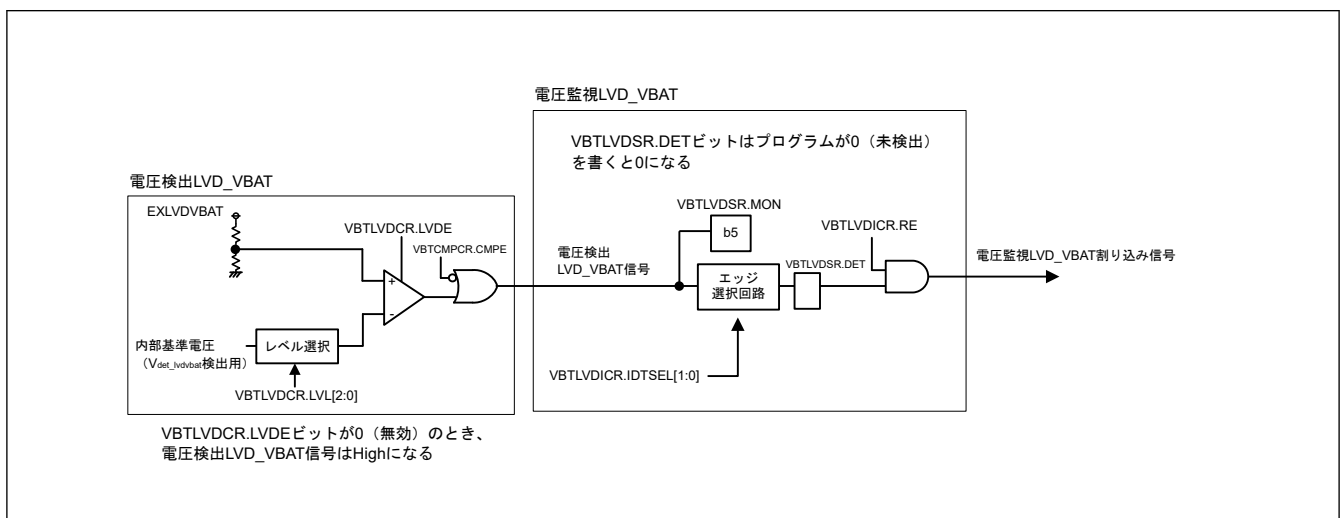 電圧監視LVD_VBAT
VBTLVDSR.DETビットはプログラムが0（未検出）
を書くと0になる
電圧検出LVD_VBAT
EXLVDVBAT
VBTLVDCR.LVDE
VBTCMPCR.CMPE
+
-
内部基準電圧
（Vdet_lvdvbat検出用）
レベル選択
VBTLVDCR.LVL[2:0]
電圧検出
LVD_VBAT信号
VBTLVDSR.MON
b5
エッジ
選択回路
VBTLVDSR.DET
VBTLVDICR.RE
電圧監視LVD_VBAT割り込み信号
VBTLVDICR.IDTSEL[1:0]
VBTLVDCR.LVDEビットが0（無効）のとき、
電圧検出LVD_VBAT信号はHighになる